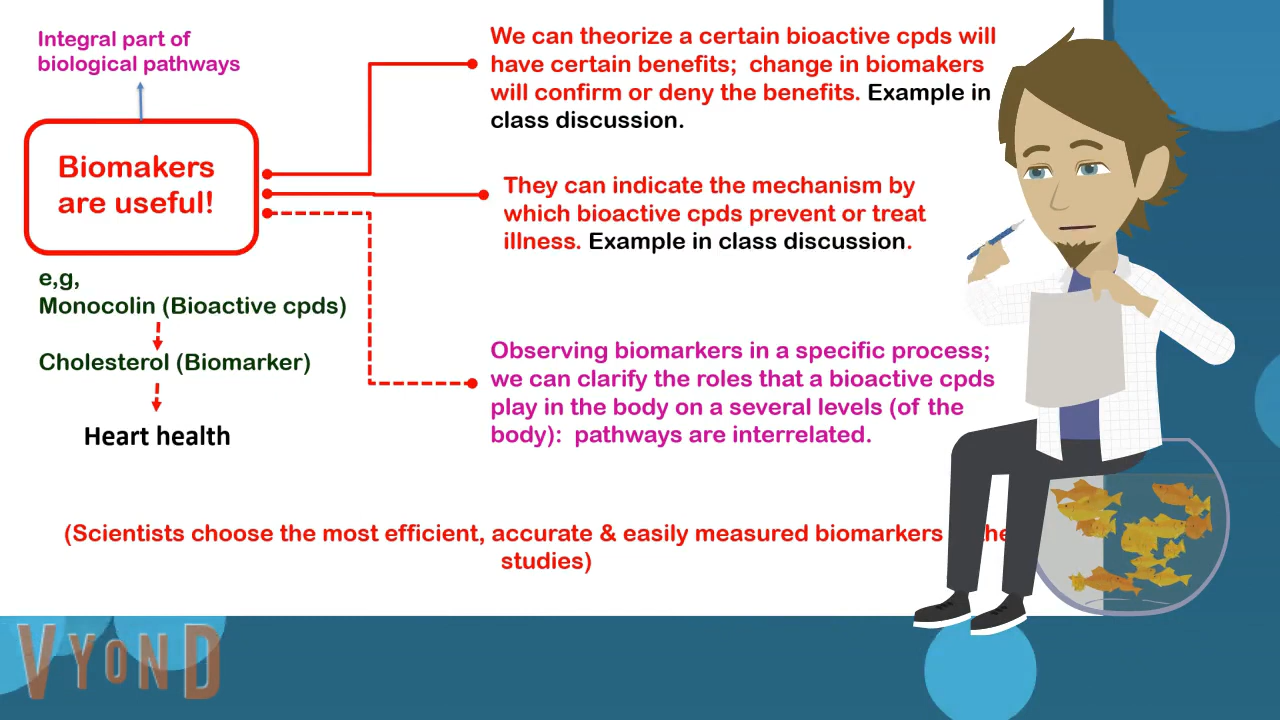 Integral part of
biological pathways
Biomakers
are useful!
e,g,
Monocolin (Bioactive cpds)
Cholesterol (Biomarker)
Heart health
We can theorize a certain bioactive cpds will
have certain benefits;  change in biomakers
will confirm or deny the benefits. Example in
class discussion.
They can indicate the mechanism by
which bioactive cpds prevent or treat
illness. Example in class discussion.
Observing biomarkers in a specific process;
we can clarify the roles that a bioactive cpds
play in the body on a several levels (of the
body):  pathways are interrelated.
(Scientists choose the most efficient, accurate & easily measured biomarkers
studies)
VYOND